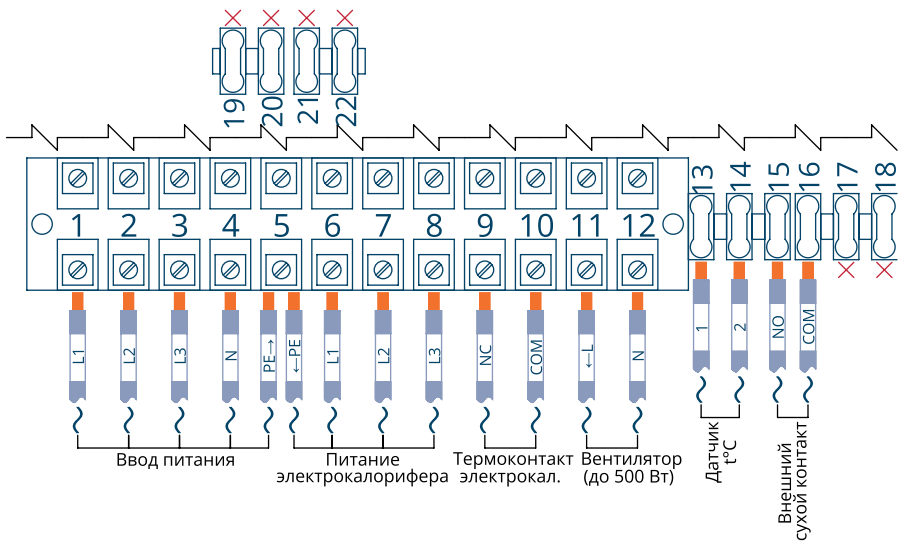 19 20 21 22
1 2 3 4 5 6 7 8 9 10 11 12 13 14 15 16 17 18
L1 L2 L3 N PE→ ←PE L1 L2 L3 NC COM ←L N 1 2 NO COM
Ввод питания
Питание
электрокалорифера
Термоконтакт
электрокал.
Вентилятор
(до 500 Вт)
Датчик
t°C
Внешний
сухой контакт